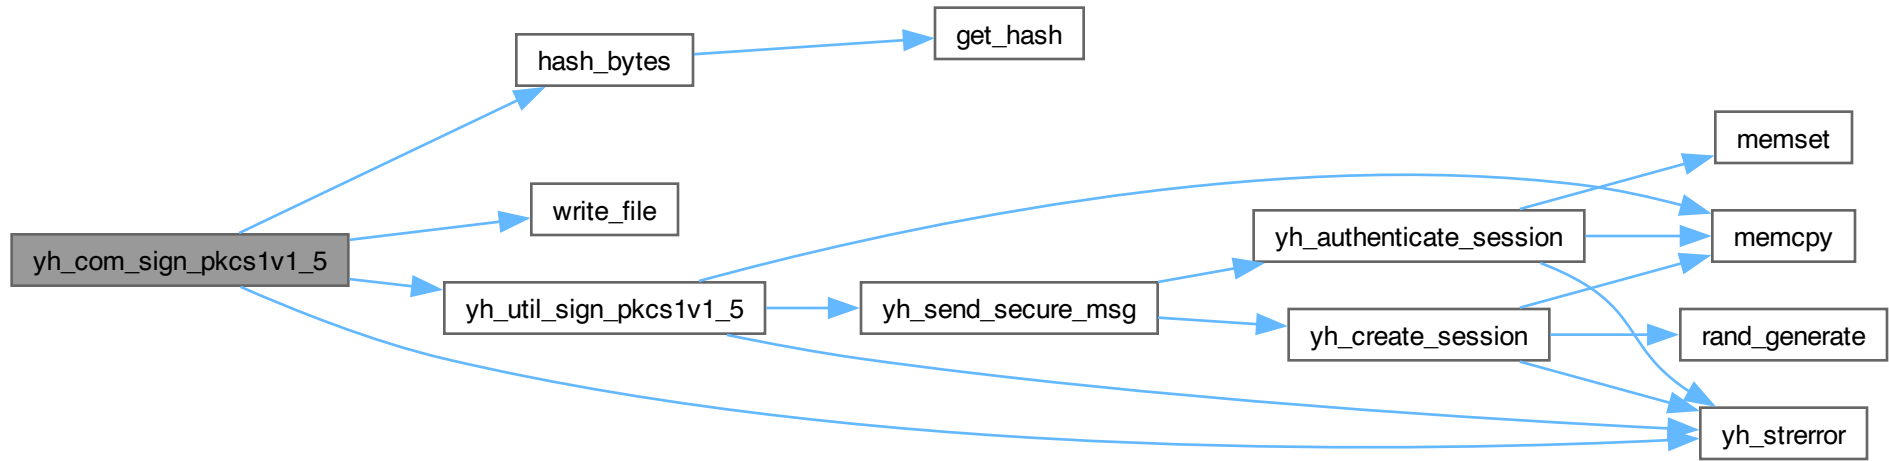 get_hash
hash_bytes
memset
write_file
yh_authenticate_session
memcpy
yh_com_sign_pkcs1v1_5
yh_util_sign_pkcs1v1_5
yh_send_secure_msg
yh_create_session
rand_generate
yh_strerror